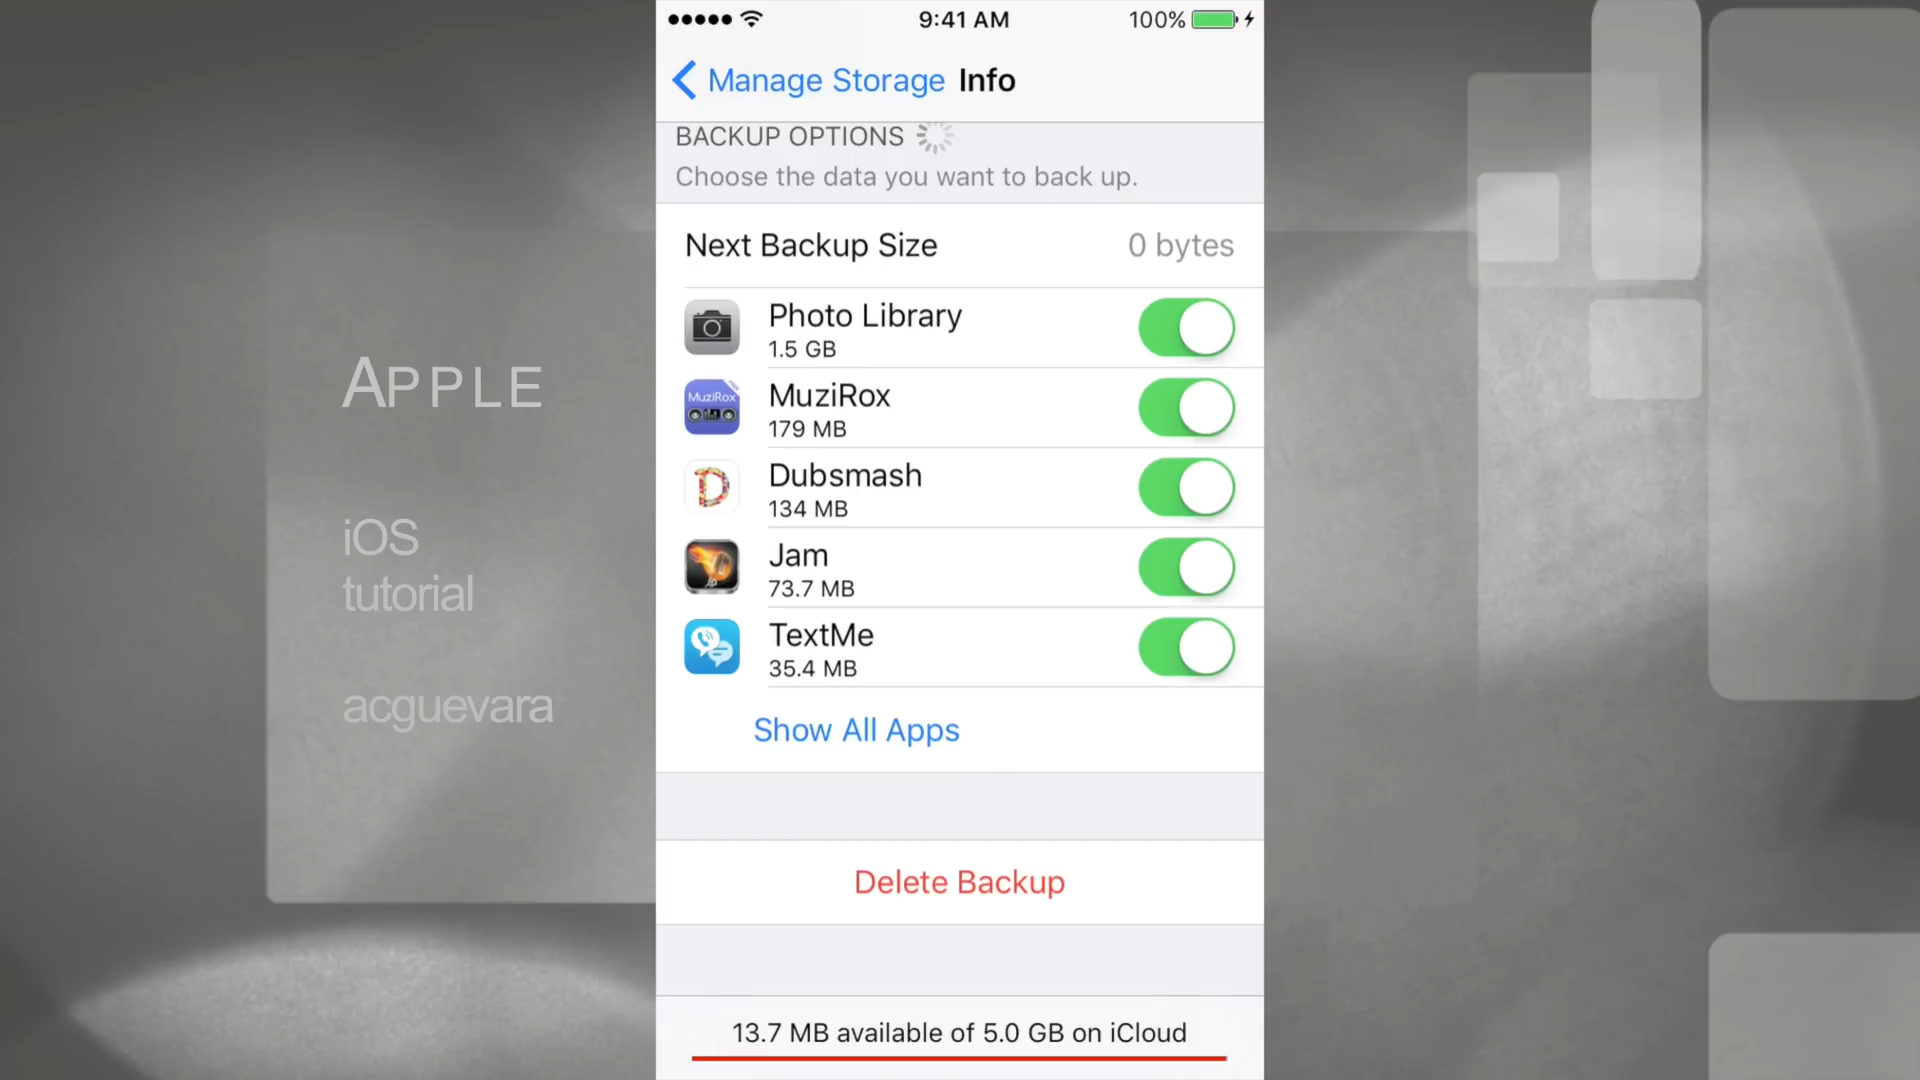 9:41 AM
100%
Manage Storage Info
BACKUP OPTIONS
Choose the data you want to back up.
Next Backup Size 0 bytes
Photo Library
1.5 GB
MuziRox
MuziRox
179 MB
D
Dubsmash
134 MB
Jam
73.7 MB
TextMe
35.4 MB
Show All Apps
Delete Backup
13.7 MB available of 5.0 GB on iCloud
APPLE
iOS
tutorial
acguevara